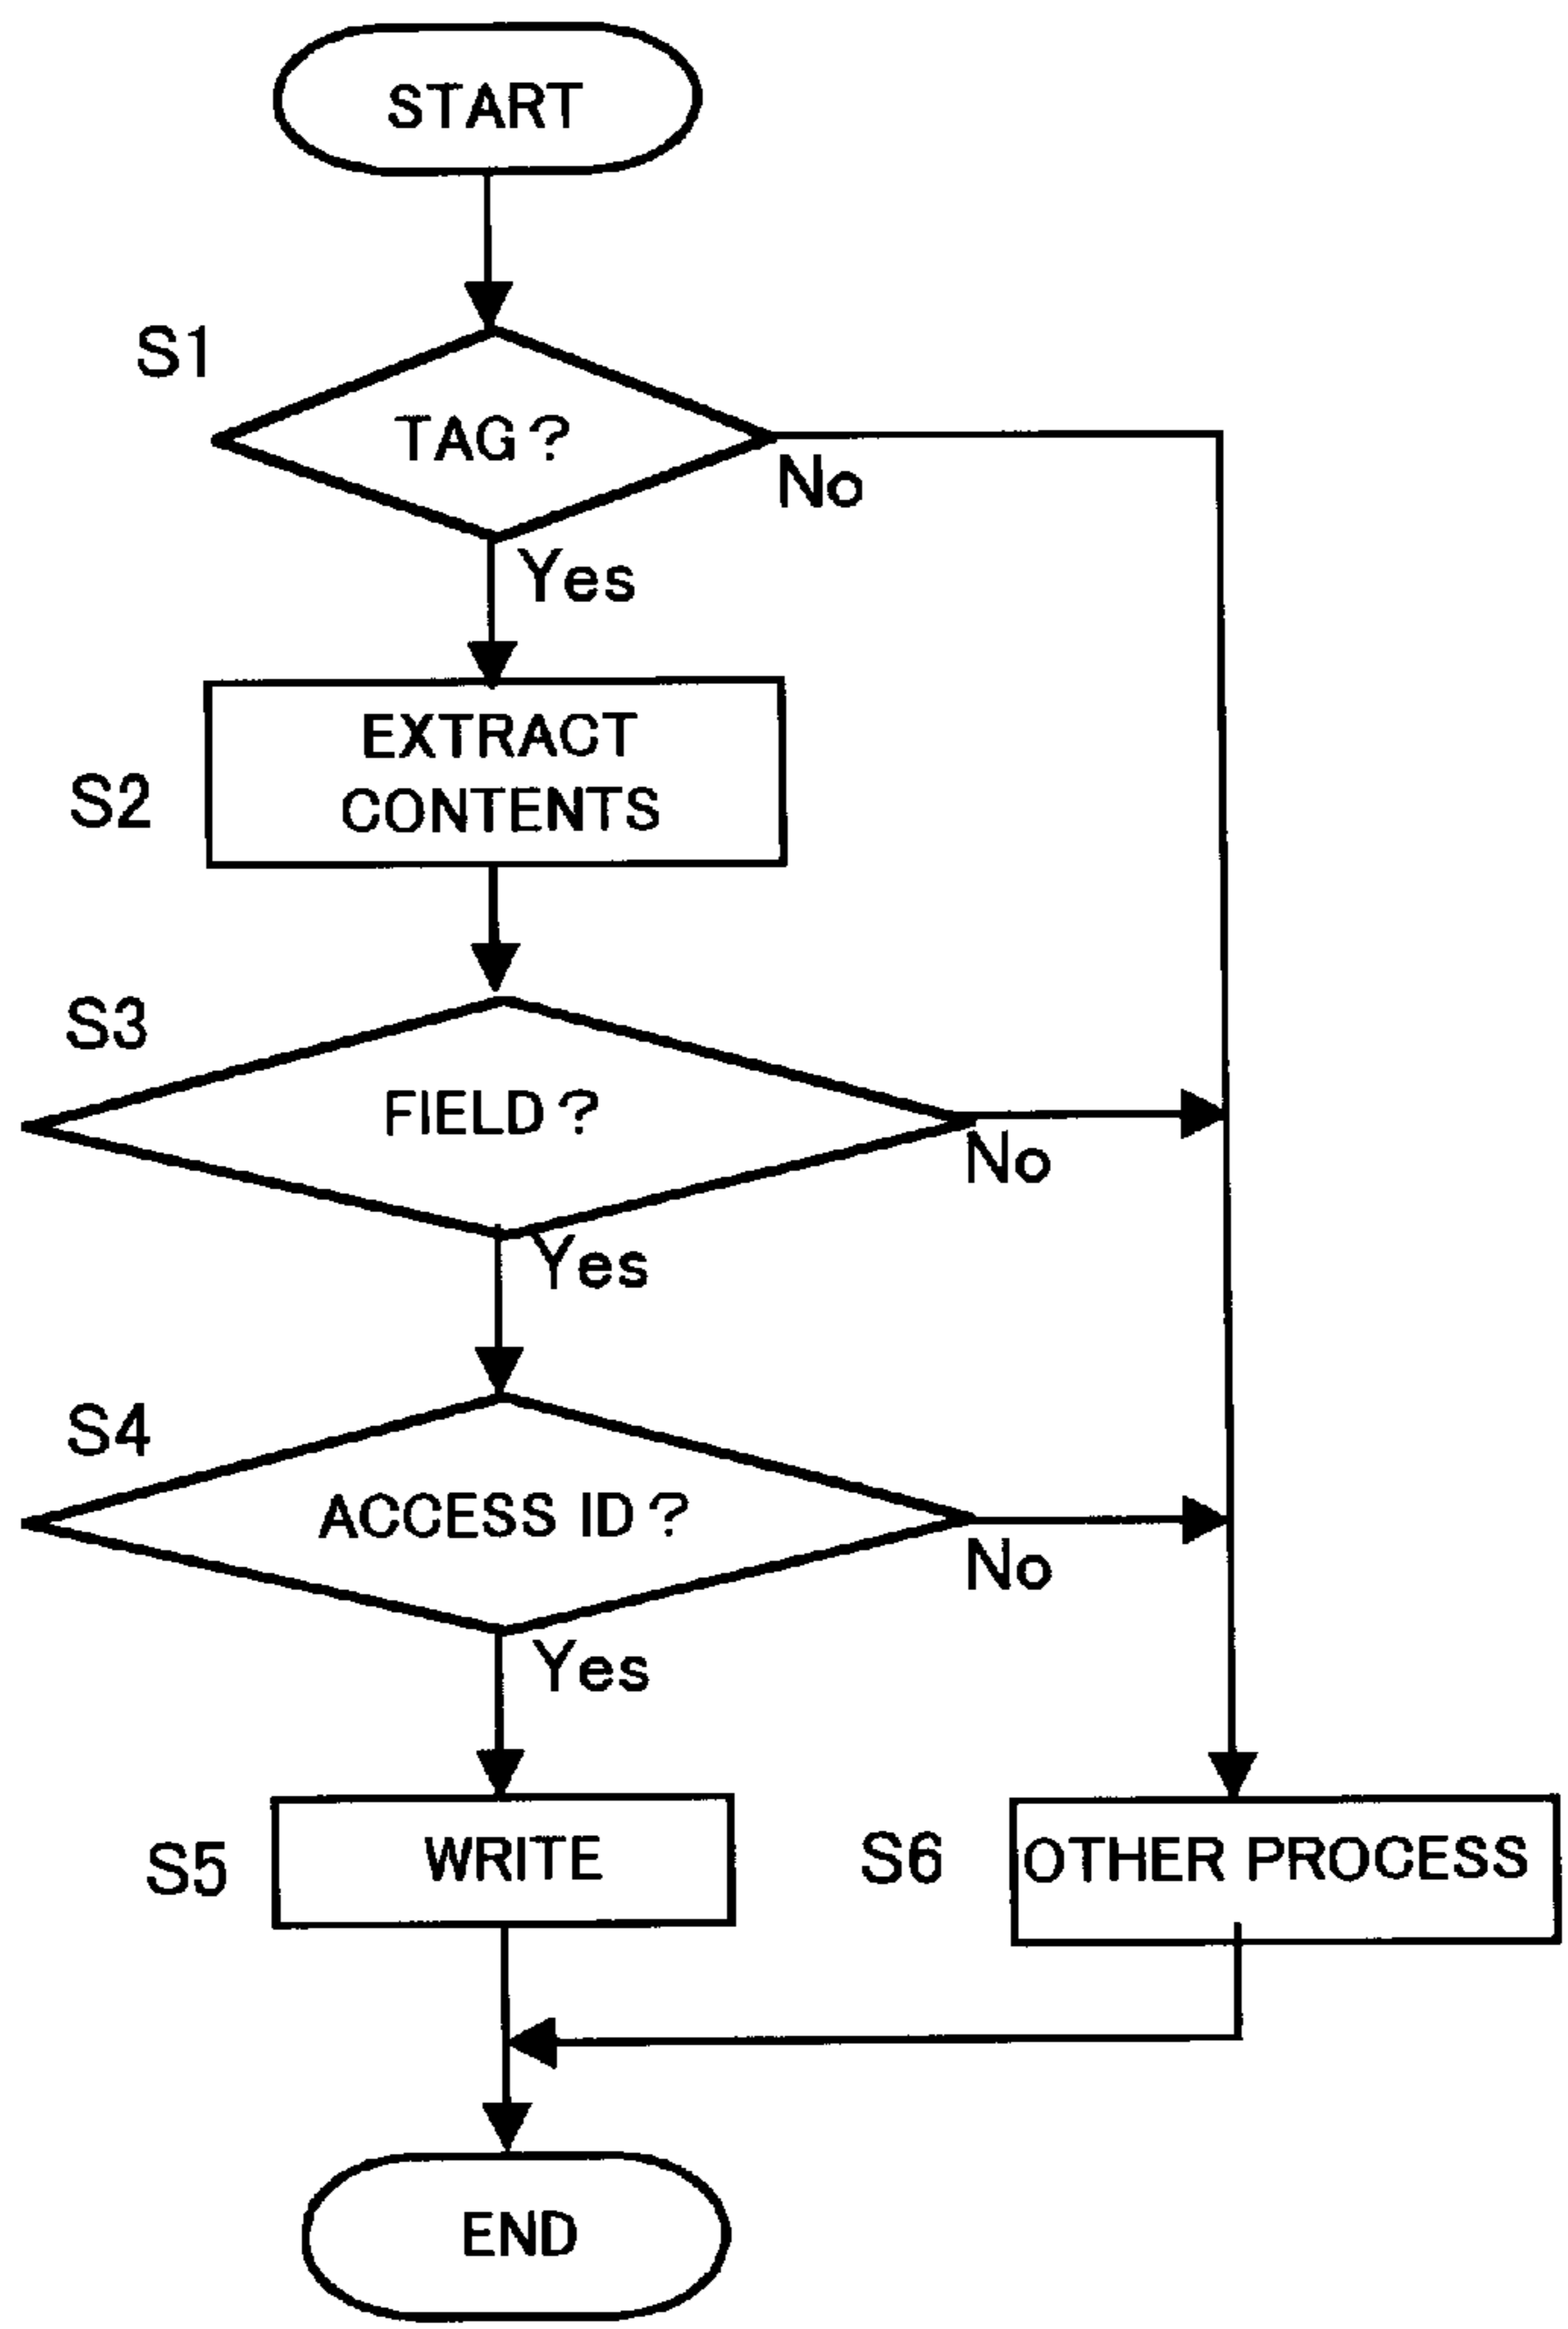 START
S1
TAG?
No
Yes
S2
EXTRACT
CONTENTS
S3
FIELD?
No
Yes
S4
ACCESS ID?
No
Yes
S5
WRITE
S6
OTHER PROCESS
END